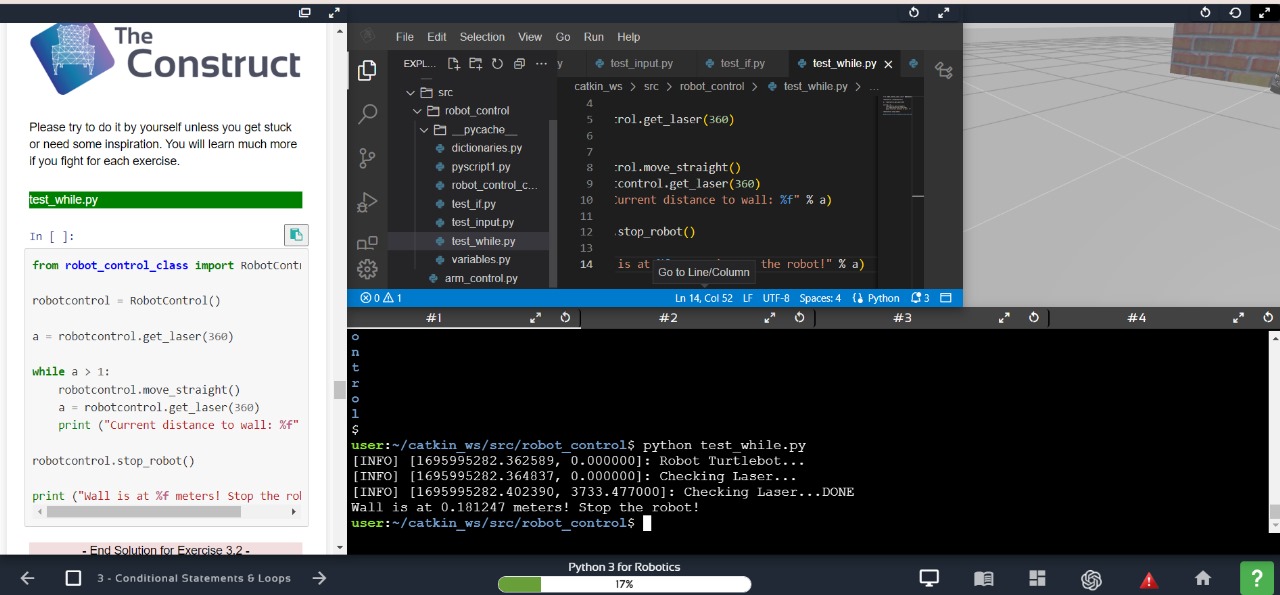 The
Construct
Please try to do it by yourself unless you get stuck
or need some inspiration. You will learn much more
if you fight for each exercise.
test_while.py
In [ ]:
from robot_control_class import RobotContr
robotcontrol = RobotControl()
a = robotcontrol.get_laser(360)
while a > 1:
robotcontrol.move_straight()
a = robotcontrol.get_laser(360)
print ("Current distance to wall: %f"
robotcontrol.stop_robot()
print ("Wall is at %f meters! Stop the rob
- End Solution for Exercise 3.2 -
File Edit Selection View Go Run Help
EXPL...
src
robot_control
__pycache__
dictionaries.py
pyscript1.py
robot_control_c...
test_if.py
test_input.py
test_while.py
variables.py
arm_control.py
y test_input.py test_if.py test_while.py
catkin_ws > src > robot_control > test_while.py > ...
4
5 rol.get_laser(360)
6
7
8 rol.move_straight()
9 control.get_laser(360)
10 Current distance to wall: %f" % a)
11
12 .stop_robot()
13
14 is at the robot!" % a)
Go to Line/Column
0 1 Ln 14, Col 52 LF UTF-8 Spaces: 4 Python 3
#1 #2 #3 #4
o
n
t
r
o
l
$
user:~/catkin_ws/src/robot_control$ python test_while.py
[INFO] [1695995282.362589, 0.000000]: Robot Turtlebot...
[INFO] [1695995282.364837, 0.000000]: Checking Laser...
[INFO] [1695995282.402390, 3733.477000]: Checking Laser...DONE
Wall is at 0.181247 meters! Stop the robot!
user:~/catkin_ws/src/robot_control$
3 - Conditional Statements & Loops
Python 3 for Robotics
17%
?